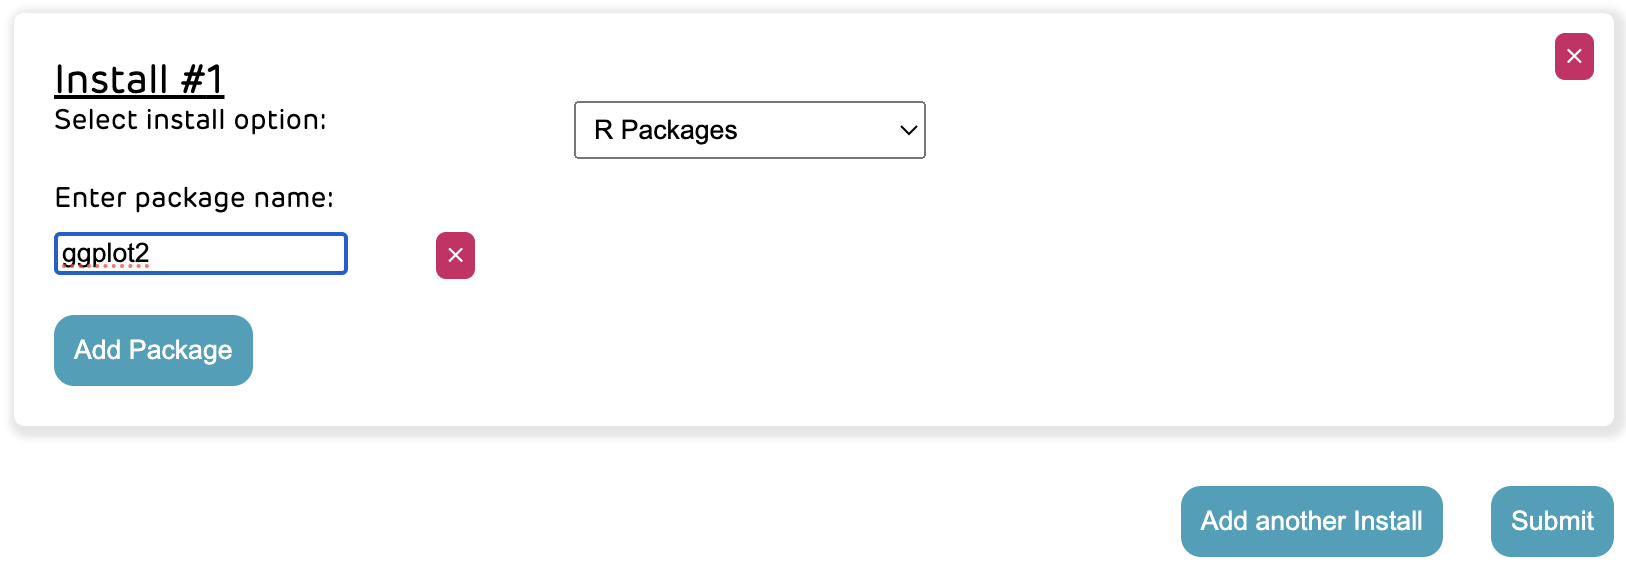 Install #1
Select install option:
R Packages
Enter package name:
ggplot2
Add Package
Add another Install
Submit